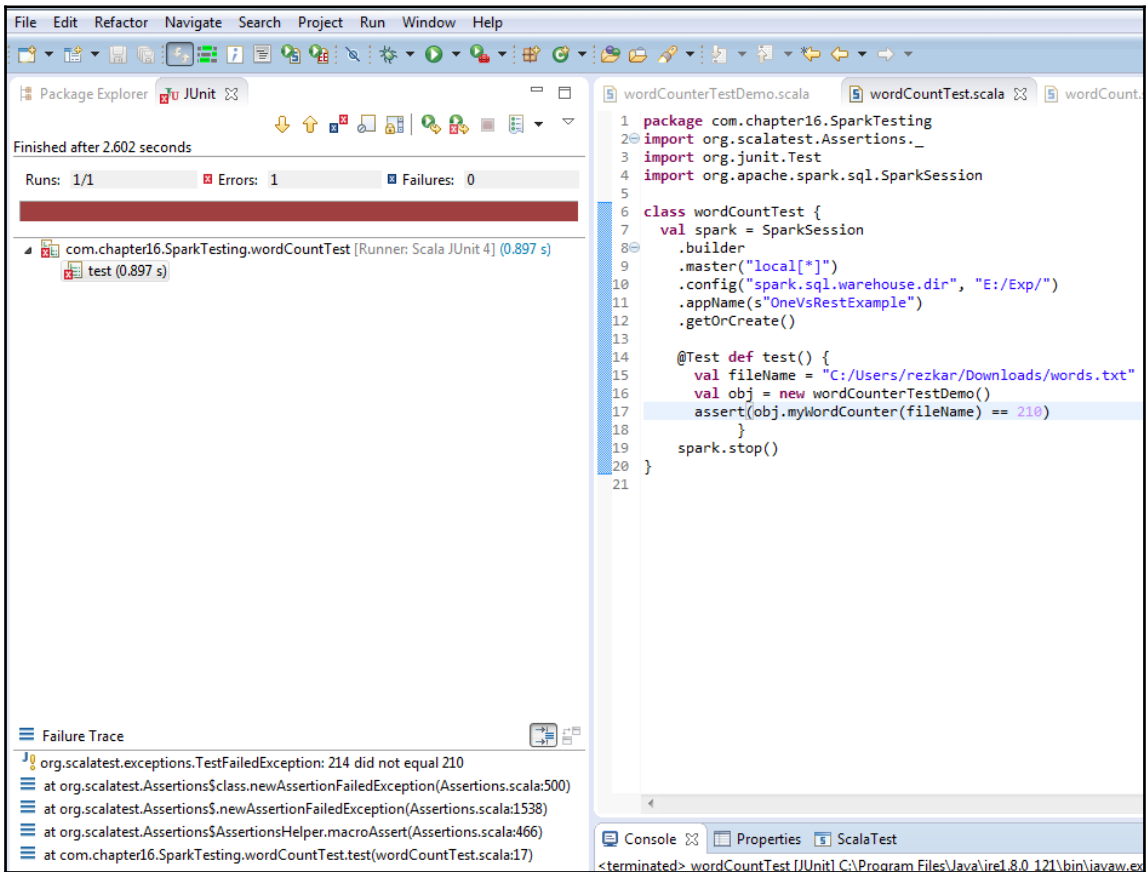 File Edit Refactor Navigate Search Project Run Window Help
Package Explorer JUnit
Finished after 2.602 seconds
Runs: 1/1 Errors: 1 Failures: 0
com.chapter16.SparkTesting.wordCountTest [Runner: Scala JUnit 4] (0.897 s)
test (0.897 s)
Failure Trace
org.scalatest.exceptions.TestFailedException: 214 did not equal 210
at org.scalatest.Assertions$class.newAssertionFailedException(Assertions.scala:500)
at org.scalatest.Assertions$.newAssertionFailedException(Assertions.scala:1538)
at org.scalatest.Assertions$AssertionsHelper.macroAssert(Assertions.scala:466)
at com.chapter16.SparkTesting.wordCountTest.test(wordCountTest.scala:17)
wordCounterTestDemo.scala wordCountTest.scala wordCount.
1 package com.chapter16.SparkTesting
2 import org.scalatest.Assertions._
3 import org.junit.Test
4 import org.apache.spark.sql.SparkSession
5
6 class wordCountTest {
7 val spark = SparkSession
8 .builder
9 .master("local[*]")
10 .config("spark.sql.warehouse.dir", "E:/Exp/")
11 .appName(s"OneVsRestExample")
12 .getOrCreate()
13
14 @Test def test() {
15 val fileName = "C:/Users/rezkar/Downloads/words.txt"
16 val obj = new wordCounterTestDemo()
17 assert(obj.myWordCounter(fileName) == 210)
18 }
19 spark.stop()
20 }
21
Console Properties ScalaTest
<terminated> wordCountTest [JUnit] C:\Program Files\Java\jre1.8.0_121\bin\javaw.ex